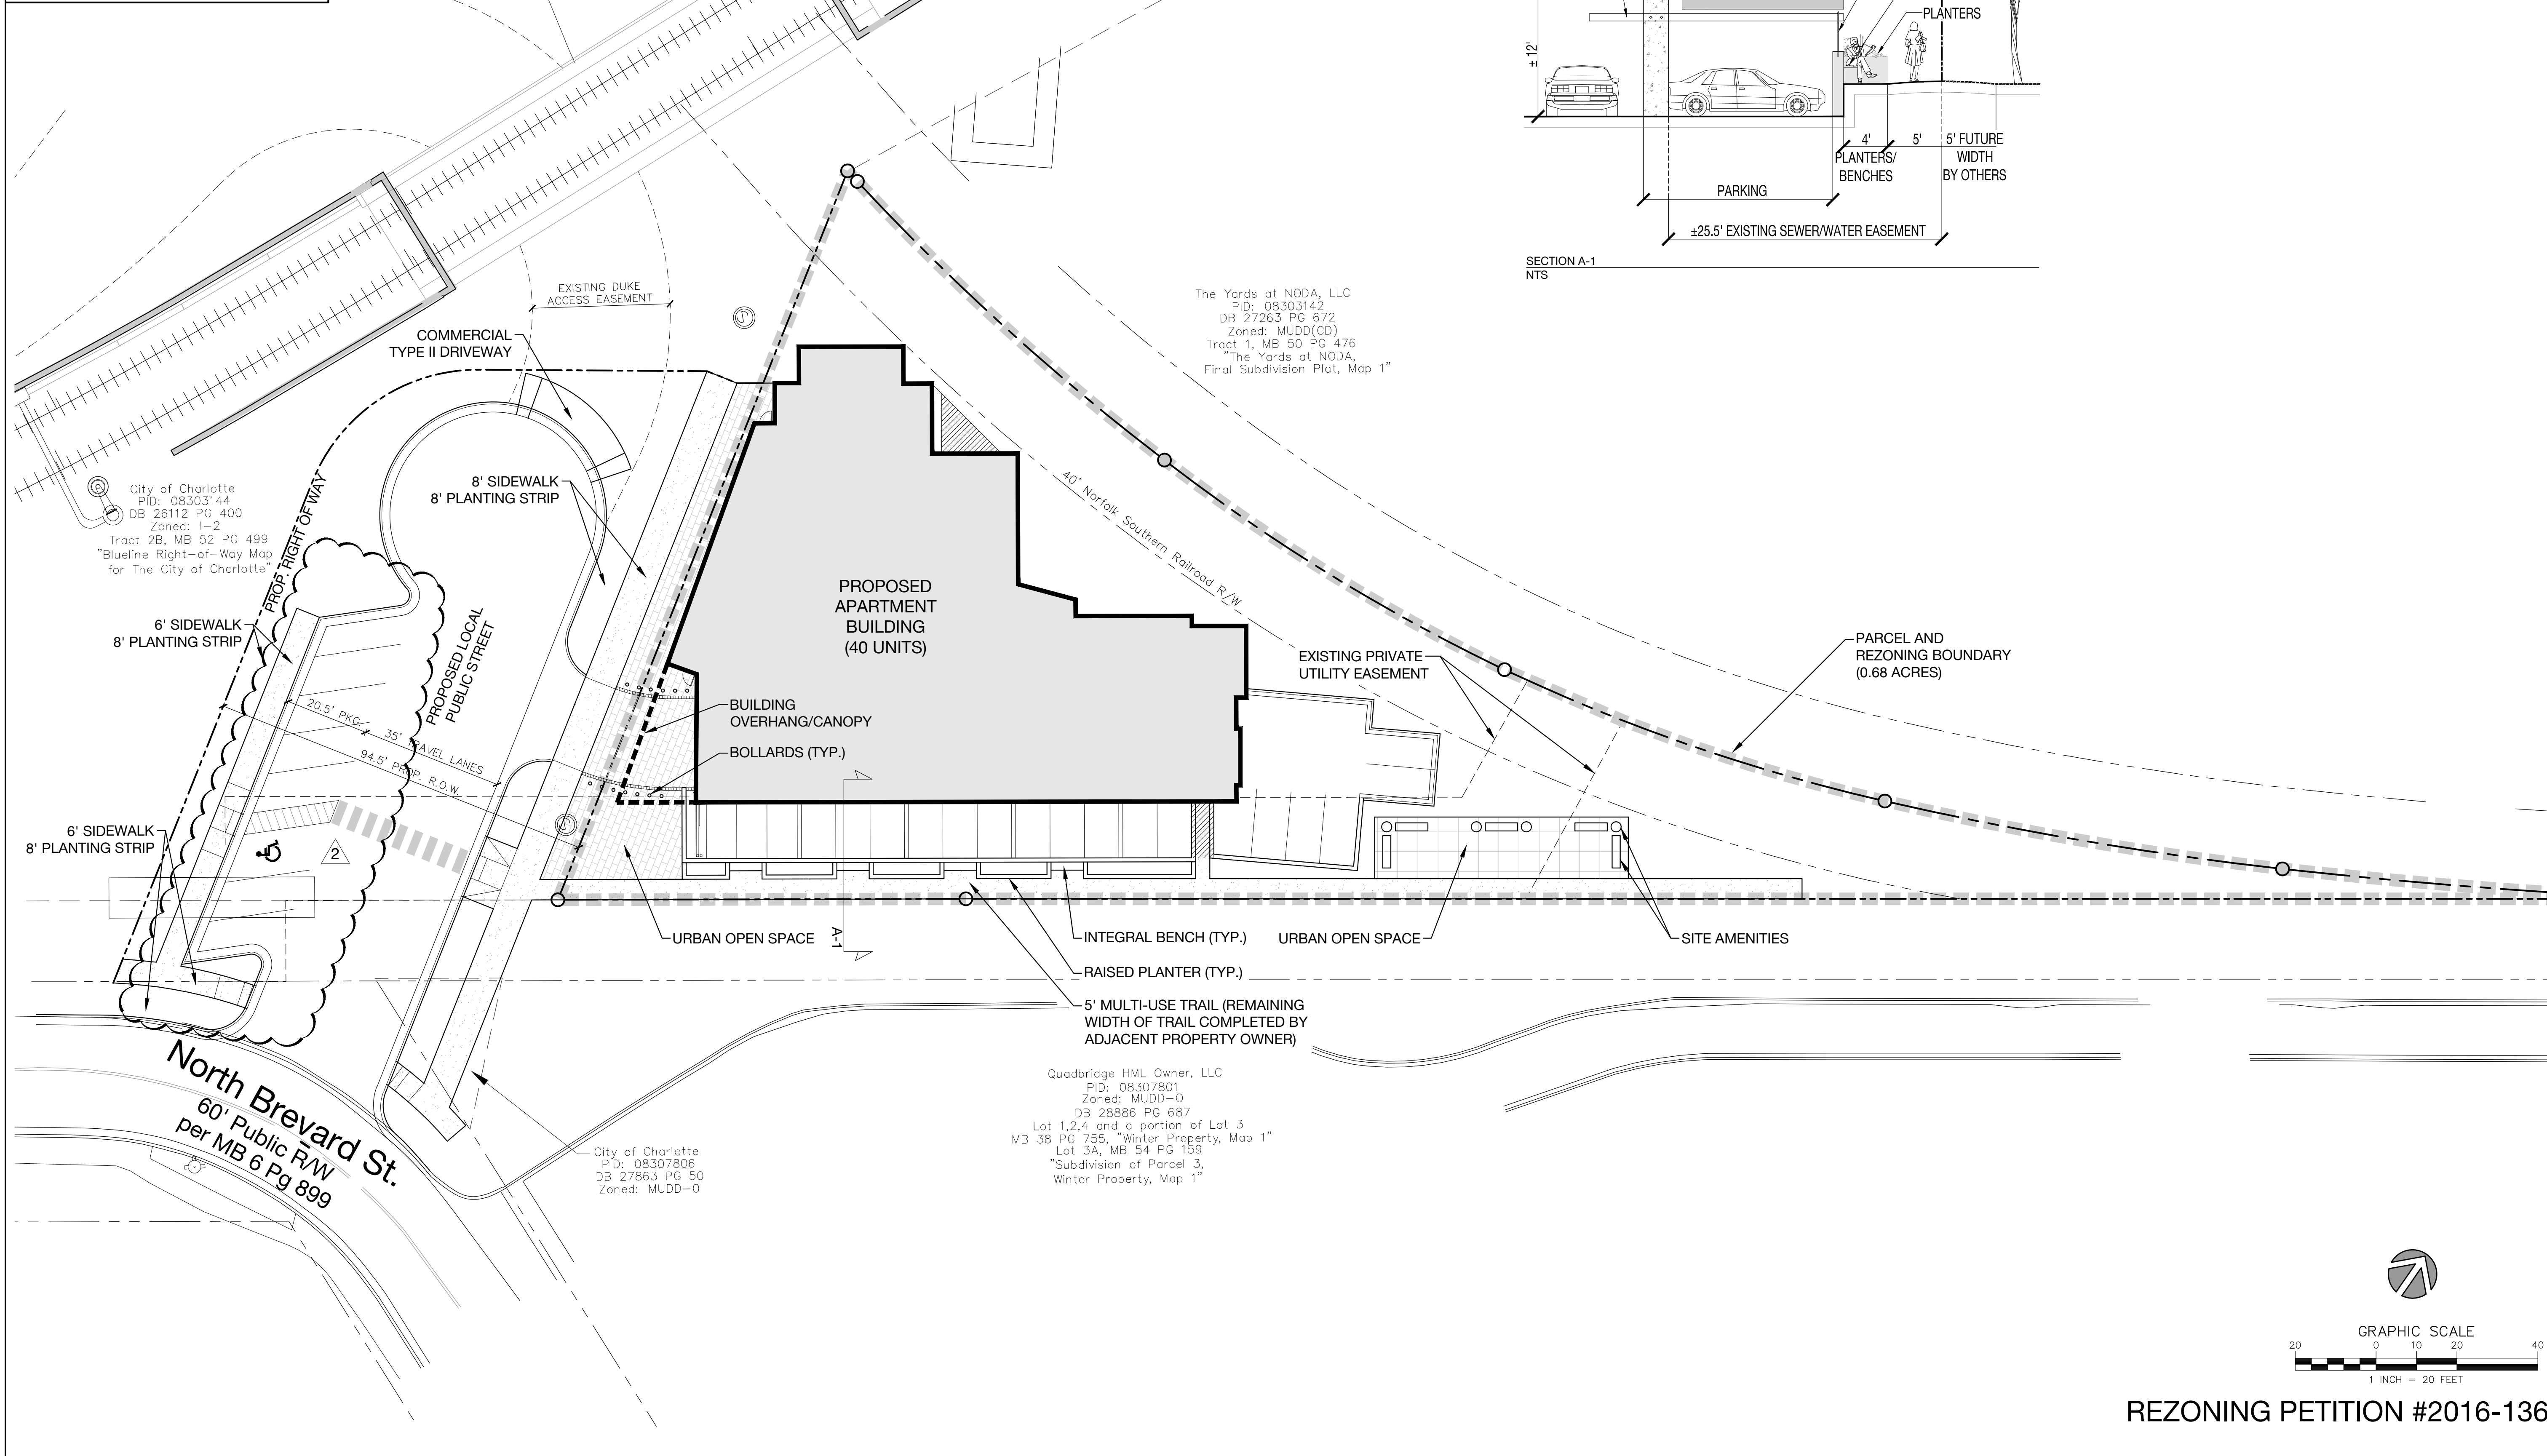 PLANTERS
±12'
4'
5'
5' FUTURE
WIDTH
BY OTHERS
PLANTERS/
BENCHES
PARKING
±25.5' EXISTING SEWER/WATER EASEMENT
SECTION A-1
NTS
EXISTING DUKE
ACCESS EASEMENT
COMMERCIAL
TYPE II DRIVEWAY
The Yards at NODA, LLC
PID: 08303142
DB 27263 PG 672
Zoned: MUDD(CD)
Tract 1, MB 50 PG 476
"The Yards at NODA,
Final Subdivision Plat, Map 1"
8' SIDEWALK
8' PLANTING STRIP
City of Charlotte
PID: 08303144
DB 26112 PG 400
Zoned: I-2
Tract 2B, MB 52 PG 499
"Blueline Right-of-Way Map
for The City of Charlotte"
PROP. RIGHT OF WAY
40' Norfolk Southern Railroad R/W
PROPOSED
APARTMENT
BUILDING
(40 UNITS)
6' SIDEWALK
8' PLANTING STRIP
PROPOSED LOCAL
PUBLIC STREET
PARCEL AND
REZONING BOUNDARY
(0.68 ACRES)
EXISTING PRIVATE
UTILITY EASEMENT
20.5' PKG.
35' TRAVEL LANES
94.5' PROP. R.O.W.
BUILDING
OVERHANG/CANOPY
BOLLARDS (TYP.)
6' SIDEWALK
8' PLANTING STRIP
2
URBAN OPEN SPACE
A-1
INTEGRAL BENCH (TYP.)
URBAN OPEN SPACE
SITE AMENITIES
RAISED PLANTER (TYP.)
5' MULTI-USE TRAIL (REMAINING
WIDTH OF TRAIL COMPLETED BY
ADJACENT PROPERTY OWNER)
North Brevard St.
60' Public R/W
per MB 6 Pg 899
Quadbridge HML Owner, LLC
PID: 08307801
Zoned: MUDD-O
DB 28886 PG 687
Lot 1,2,4 and a portion of Lot 3
MB 38 PG 755, "Winter Property, Map 1"
Lot 3A, MB 54 PG 159
"Subdivision of Parcel 3,
Winter Property, Map 1"
City of Charlotte
PID: 08307806
DB 27863 PG 50
Zoned: MUDD-O
GRAPHIC SCALE
20 0 10 20 40
1 INCH = 20 FEET
REZONING PETITION #2016-136